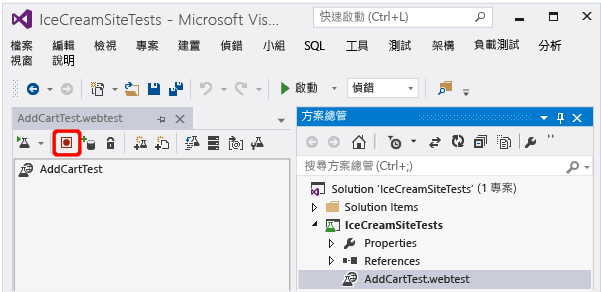 IceCreamSiteTests - Microsoft Vis...
快速啟動 (Ctrl+L)
檔案 編輯 檢視 專案 建置 偵錯 小組 SQL 工具 測試 架構 負載測試 分析
視窗 說明
啟動 偵錯
AddCartTest.webtest
AddCartTest
方案總管
搜尋方案總管 (Ctrl+;)
Solution 'IceCreamSiteTests' (1 專案)
Solution Items
IceCreamSiteTests
Properties
References
AddCartTest.webtest